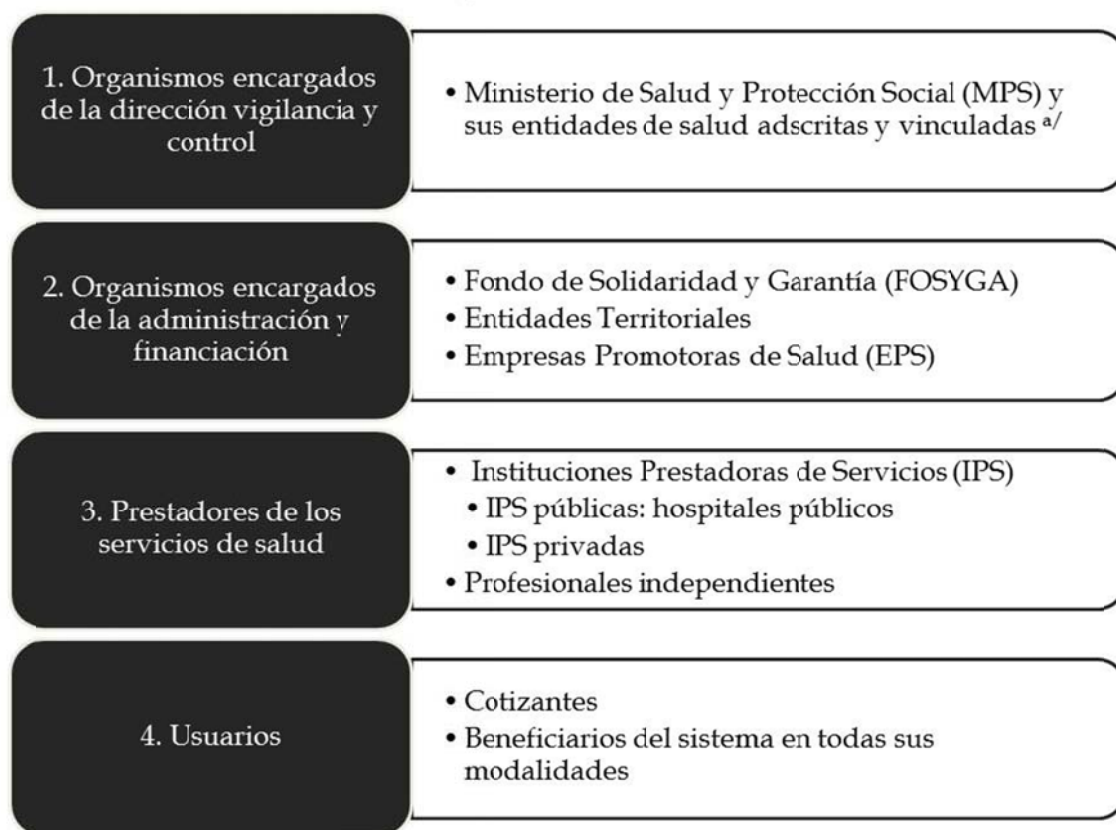 1. Organismos encargados
de la dirección vigilancia y
control
• Ministerio de Salud y Protección Social (MPS) y
sus entidades de salud adscritas y vinculadas a/
2. Organismos encargados
de la administración y
financiación
• Fondo de Solidaridad y Garantía (FOSYGA)
• Entidades Territoriales
• Empresas Promotoras de Salud (EPS)
3. Prestadores de los
servicios de salud
• Instituciones Prestadoras de Servicios (IPS)
• IPS públicas: hospitales públicos
• IPS privadas
• Profesionales independientes
4. Usuarios
• Cotizantes
• Beneficiarios del sistema en todas sus
modalidades